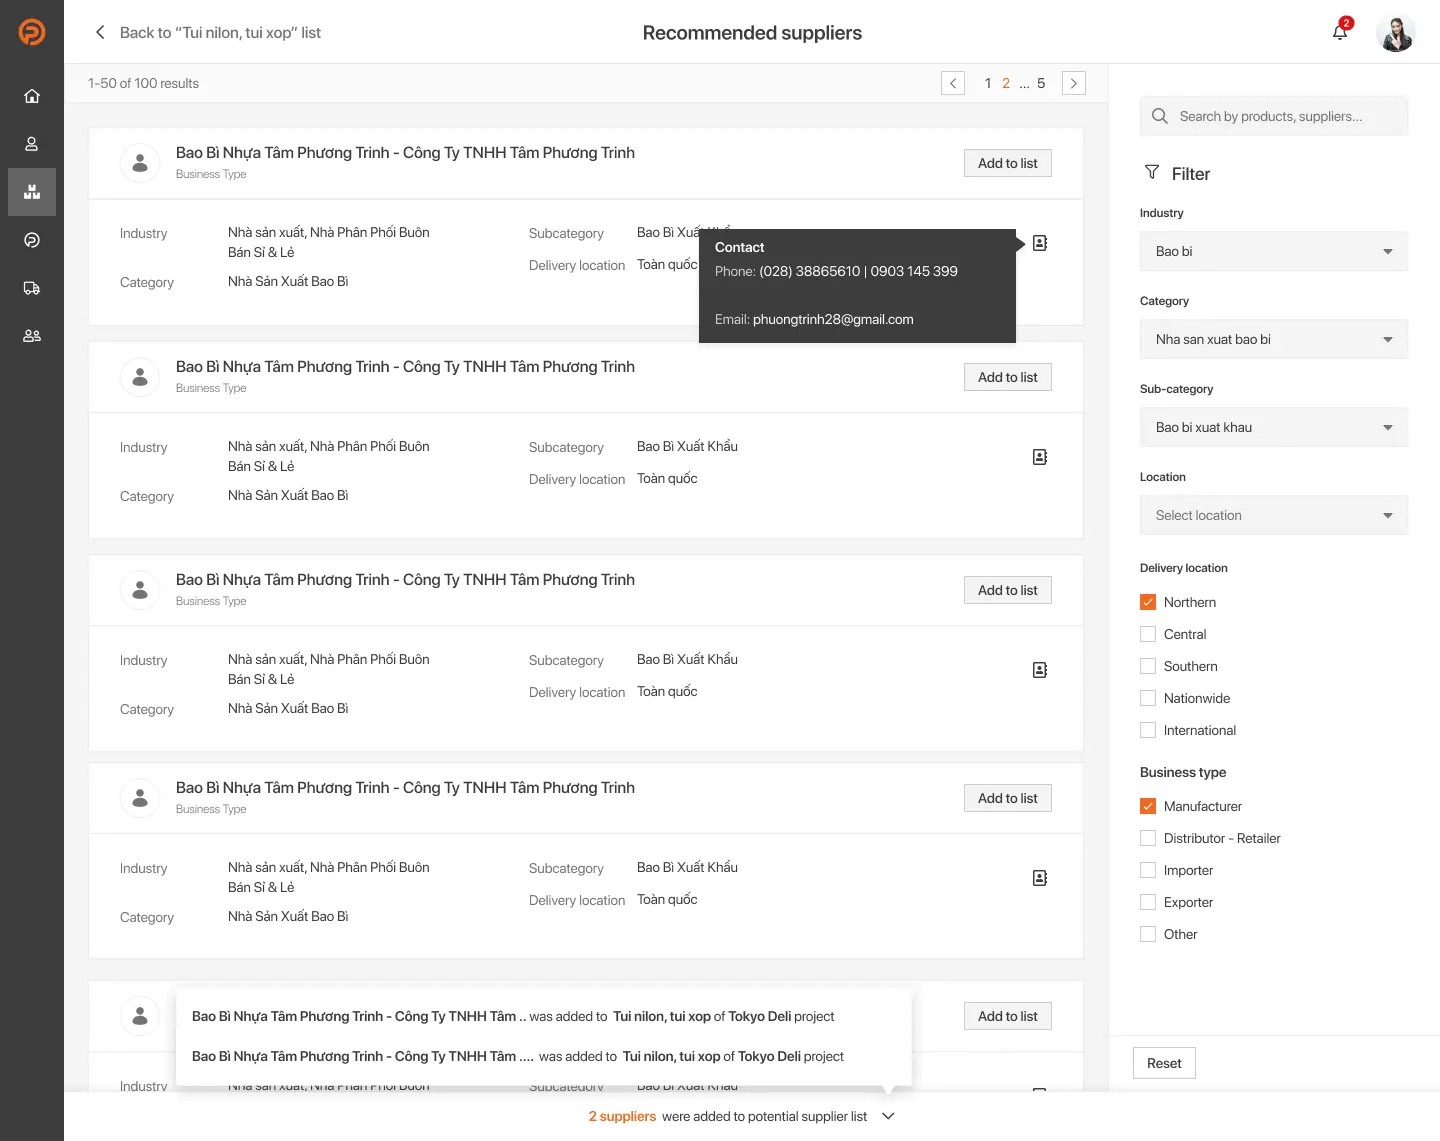 Back to “Tui nilon, tui xop” list
Recommended suppliers
2
1-50 of 100 results
1 2 ... 5
Bao Bì Nhựa Tâm Phương Trinh - Công Ty TNHH Tâm Phương Trinh
Business Type
Add to list
Industry
Nhà sản xuất, Nhà Phân Phối Buôn
Bán Sỉ & Lẻ
Category
Nhà Sản Xuất Bao Bì
Subcategory
Bao Bì
Delivery location
Toàn quốc
Contact
Phone: (028) 38865610 | 0903 145 399
Email: phuongtrinh28@gmail.com
Bao Bì Nhựa Tâm Phương Trinh - Công Ty TNHH Tâm Phương Trinh
Business Type
Add to list
Industry
Nhà sản xuất, Nhà Phân Phối Buôn
Bán Sỉ & Lẻ
Category
Nhà Sản Xuất Bao Bì
Subcategory
Bao Bì Xuất Khẩu
Delivery location
Toàn quốc
Bao Bì Nhựa Tâm Phương Trinh - Công Ty TNHH Tâm Phương Trinh
Business Type
Add to list
Industry
Nhà sản xuất, Nhà Phân Phối Buôn
Bán Sỉ & Lẻ
Category
Nhà Sản Xuất Bao Bì
Subcategory
Bao Bì Xuất Khẩu
Delivery location
Toàn quốc
Bao Bì Nhựa Tâm Phương Trinh - Công Ty TNHH Tâm Phương Trinh
Business Type
Add to list
Industry
Nhà sản xuất, Nhà Phân Phối Buôn
Bán Sỉ & Lẻ
Category
Nhà Sản Xuất Bao Bì
Subcategory
Bao Bì Xuất Khẩu
Delivery location
Toàn quốc
Add to list
Bao Bì Nhựa Tâm Phương Trinh - Công Ty TNHH Tâm .. was added to Tui nilon, tui xop of Tokyo Deli project
Bao Bì Nhựa Tâm Phương Trinh - Công Ty TNHH Tâm .... was added to Tui nilon, tui xop of Tokyo Deli project
Industry
2 suppliers were added to potential supplier list
Search by products, suppliers...
Filter
Industry
Bao bi
Category
Nha san xuat bao bi
Sub-category
Bao bi xuat khau
Location
Select location
Delivery location
Northern
Central
Southern
Nationwide
International
Business type
Manufacturer
Distributor - Retailer
Importer
Exporter
Other
Reset